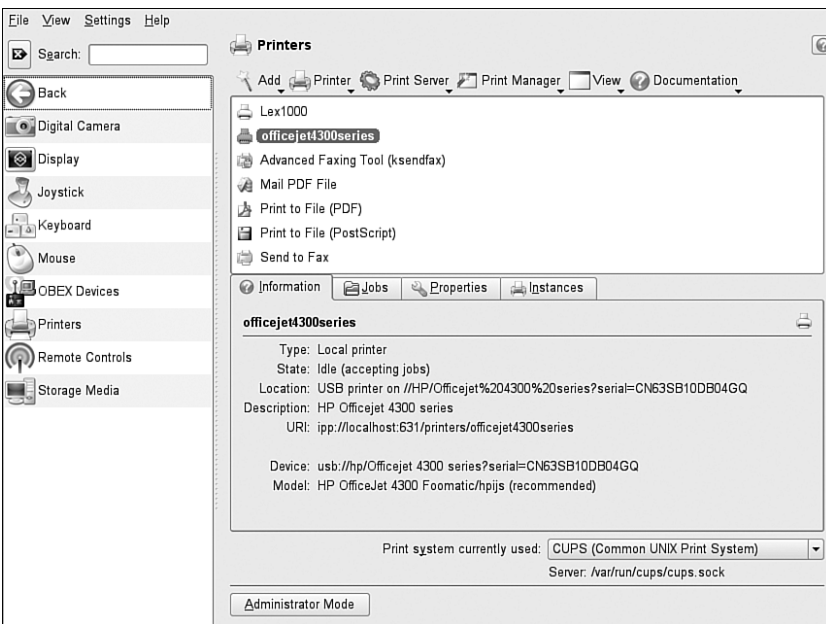 File View Settings Help
Search:
Back
Digital Camera
Display
Joystick
Keyboard
Mouse
OBEX Devices
Printers
Remote Controls
Storage Media
Printers
Add Printer Print Server Print Manager View Documentation
Lex1000
officejet4300series
Advanced Faxing Tool (ksendfax)
Mail PDF File
Print to File (PDF)
Print to File (PostScript)
Send to Fax
Information Jobs Properties Instances
officejet4300series
Type: Local printer
State: Idle (accepting jobs)
Location: USB printer on //HP/Officejet%204300%20series?serial=CN63SB10DB04GQ
Description: HP Officejet 4300 series
URI: ipp://localhost:631/printers/officejet4300series
Device: usb://hp/Officejet 4300 series?serial=CN63SB10DB04GQ
Model: HP OfficeJet 4300 Foomatic/hpijs (recommended)
Print system currently used: CUPS (Common UNIX Print System)
Server: /var/run/cups/cups.sock
Administrator Mode